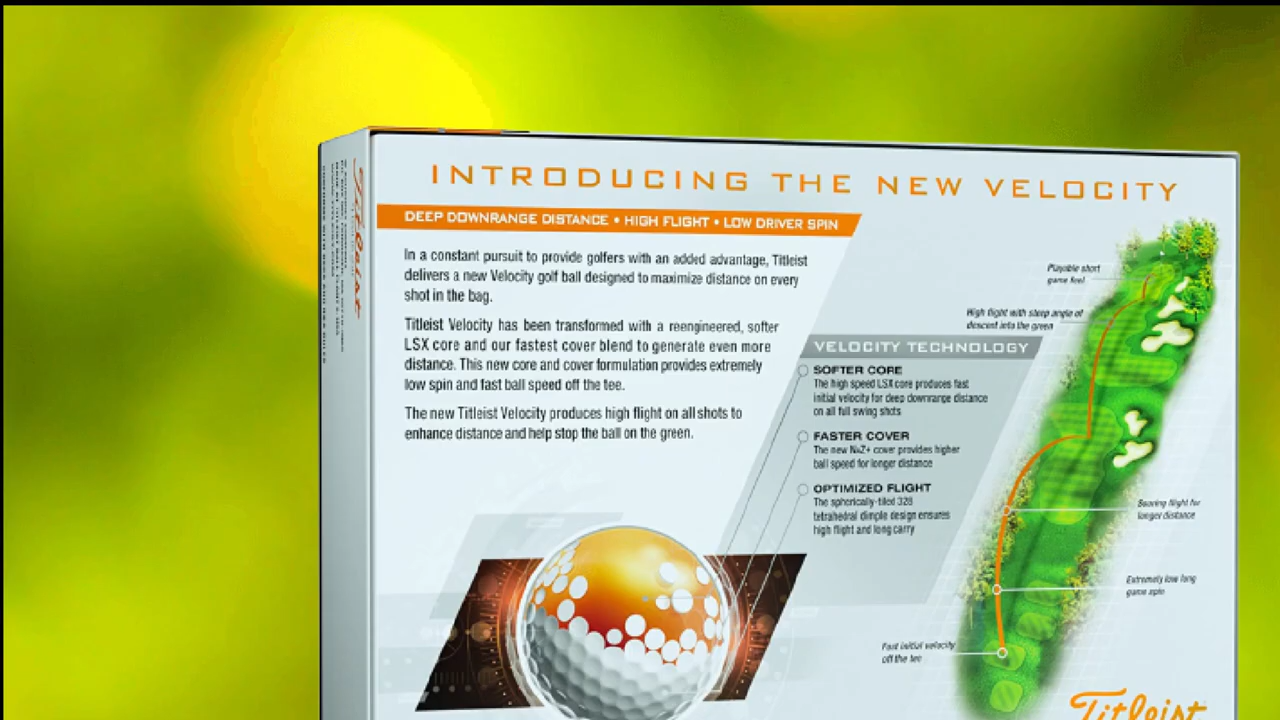 INTRODUCING THE NEW VELOCITY
DEEP DOWNRANGE DISTANCE • HIGH FLIGHT • LOW DRIVER SPIN
In a constant pursuit to provide golfers with an added advantage, Titleist
delivers a new Velocity golf ball designed to maximize distance on every
shot in the bag.
Titleist Velocity has been transformed with a reengineered, softer
LSX core and our fastest cover blend to generate even more
distance. This new core and cover formulation provides extremely
low spin and fast ball speed off the tee.
The new Titleist Velocity produces high flight on all shots to
enhance distance and help stop the ball on the green.
VELOCITY TECHNOLOGY
SOFTER CORE
The high speed LSX core produces fast
initial velocity for deep downrange distance
on all full swing shots
FASTER COVER
The new NaZ+ cover provides higher
ball speed for longer distance
OPTIMIZED FLIGHT
The spherically-tiled 328
tetrahedral dimple design ensures
high flight and long carry
Playable short
game feel
High flight with steep angle of
descent into the green
Soaring flight for
longer distance
Extremely low long
game spin
Fast initial velocity
off the tee
Titleist
Titleist